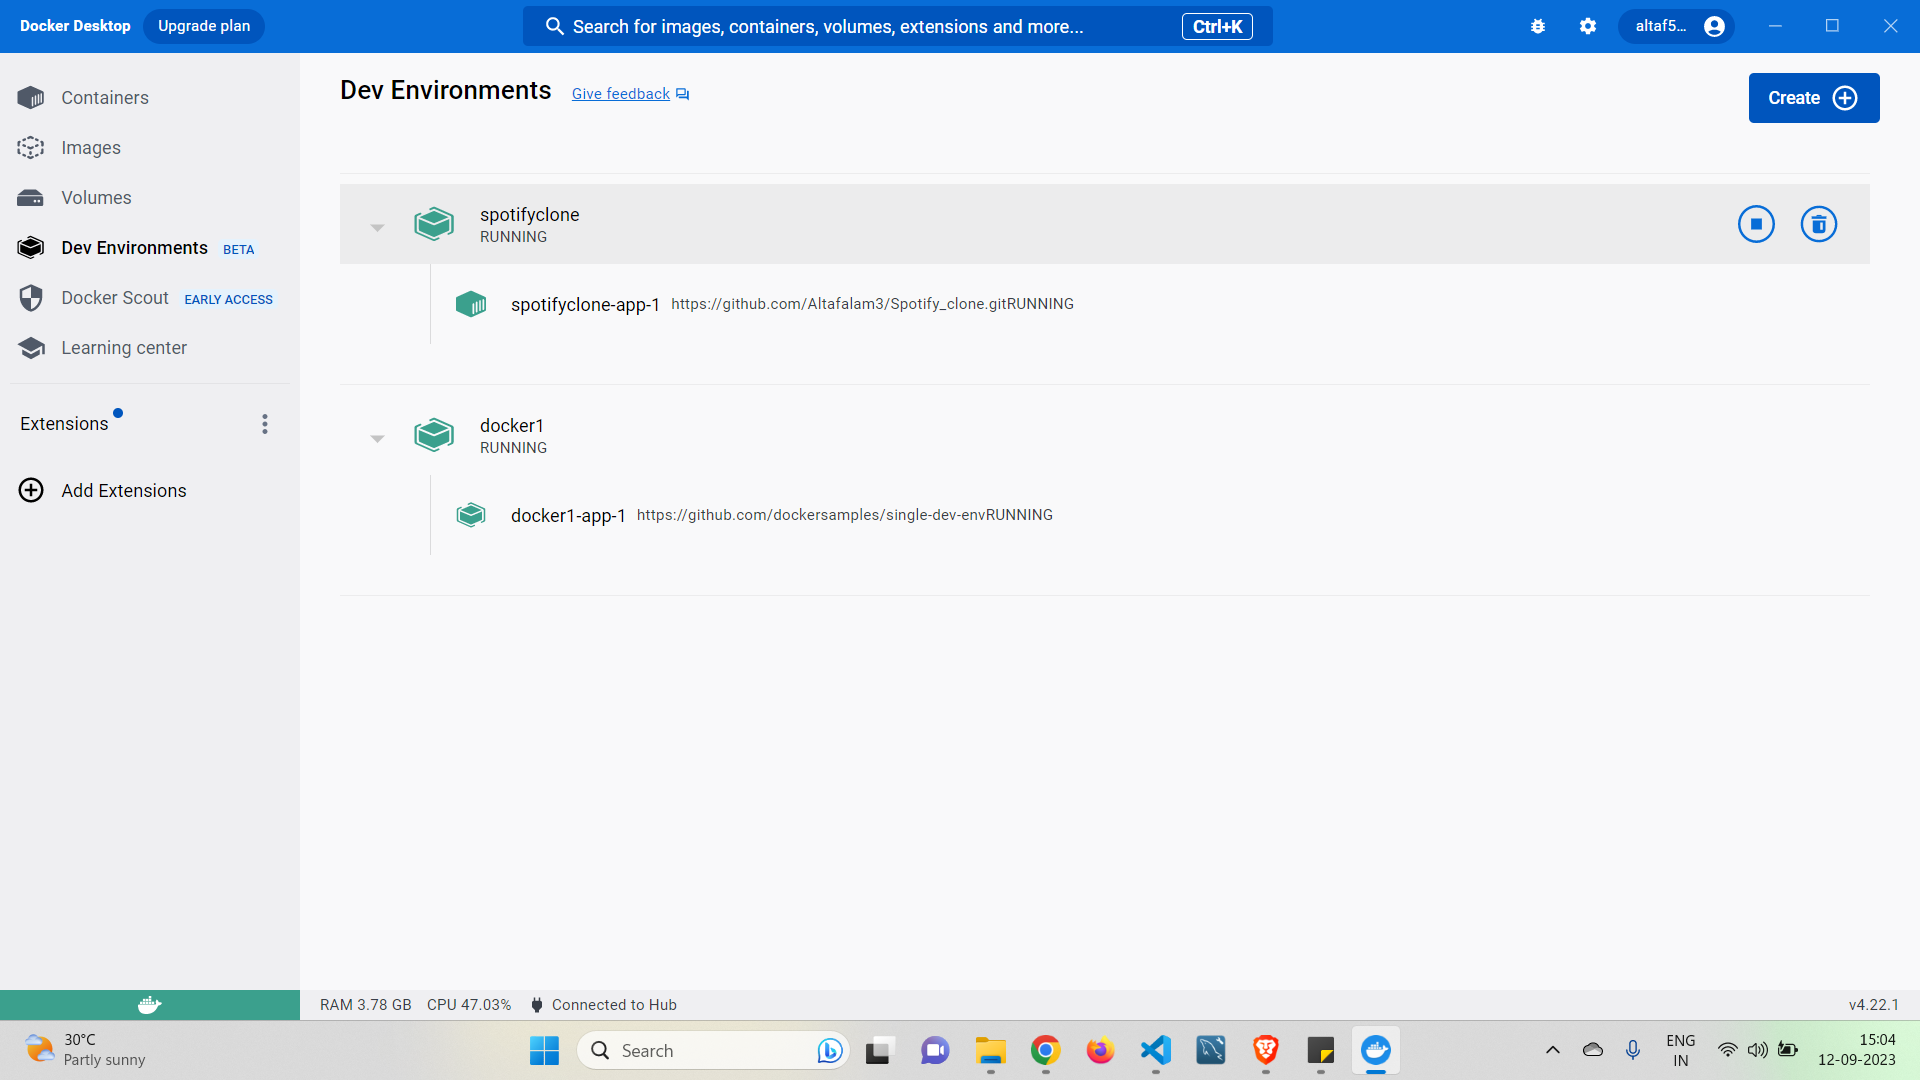 Docker Desktop
Upgrade plan
Search for images, containers, volumes, extensions and more...
Ctrl+K
altaf5...
Containers
Images
Volumes
Dev Environments BETA
Docker Scout EARLY ACCESS
Learning center
Extensions
Add Extensions
Dev Environments
Give feedback
Create
spotifyclone
RUNNING
spotifyclone-app-1 https://github.com/Altafalam3/Spotify_clone.gitRUNNING
docker1
RUNNING
docker1-app-1 https://github.com/dockersamples/single-dev-envRUNNING
RAM 3.78 GB CPU 47.03% Connected to Hub
v4.22.1
30°C
Partly sunny
Search
ENG
IN
15:04
12-09-2023